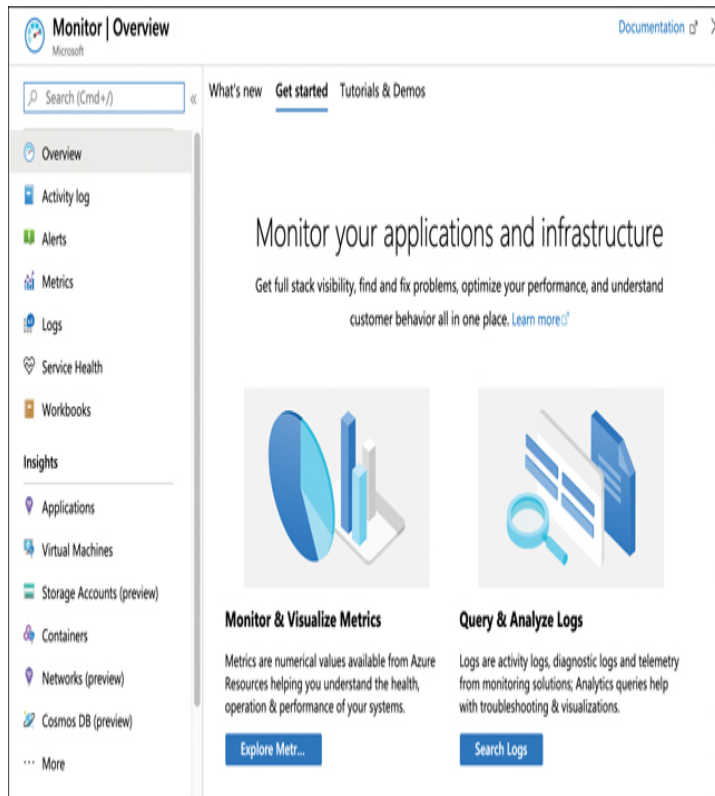 Monitor | Overview
Microsoft
Documentation
Search (Cmd+/)
«
What's new Get started Tutorials & Demos
Overview
Activity log
Alerts
Metrics
Logs
Service Health
Workbooks
Insights
Applications
Virtual Machines
Storage Accounts (preview)
Containers
Networks (preview)
Cosmos DB (preview)
··· More
Monitor your applications and infrastructure
Get full stack visibility, find and fix problems, optimize your performance, and understand
customer behavior all in one place. Learn more
Monitor & Visualize Metrics
Metrics are numerical values available from Azure
Resources helping you understand the health,
operation & performance of your systems.
Explore Metr...
Query & Analyze Logs
Logs are activity logs, diagnostic logs and telemetry
from monitoring solutions; Analytics queries help
with troubleshooting & visualizations.
Search Logs